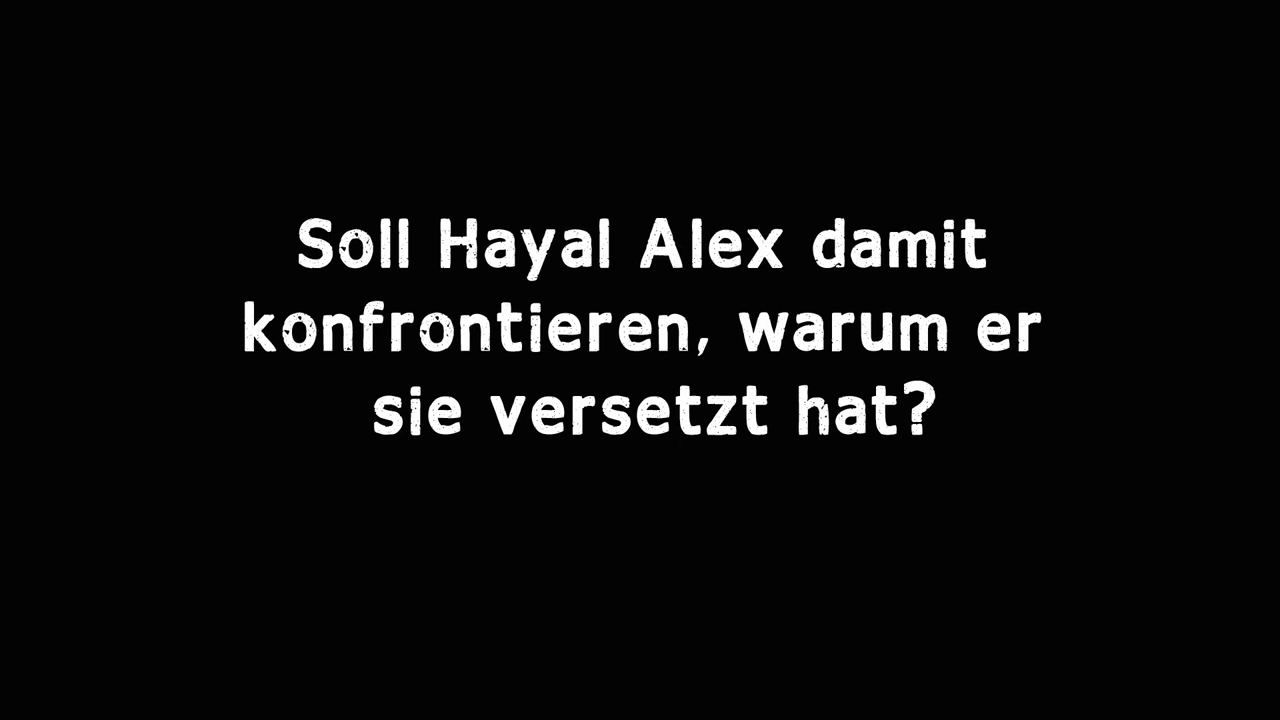 Soll Hayal Alex damit
konfrontieren, warum er
sie versetzt hat?